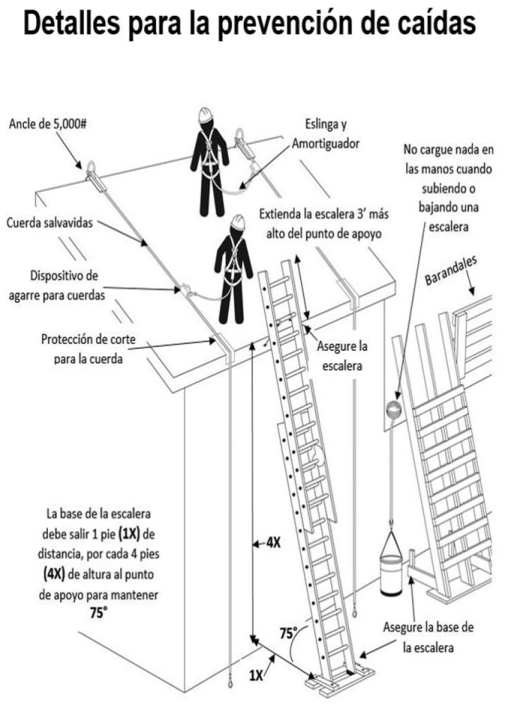 Detalles para la prevención de caídas
Ancle de 5,000#
Eslinga y
Amortiguador
No cargue nada en
las manos cuando
subiendo o
bajando una
escalera
Cuerda salvavidas
Extienda la escalera 3’ más
alto del punto de apoyo
Barandales
Dispositivo de
agarre para cuerdas
Protección de corte
para la cuerda
Asegure la
escalera
La base de la escalera
debe salir 1 pie (1X) de
distancia, por cada 4 pies
(4X) de altura al punto
de apoyo para mantener
75°
4X
75°
1X
Asegure la base de
la escalera